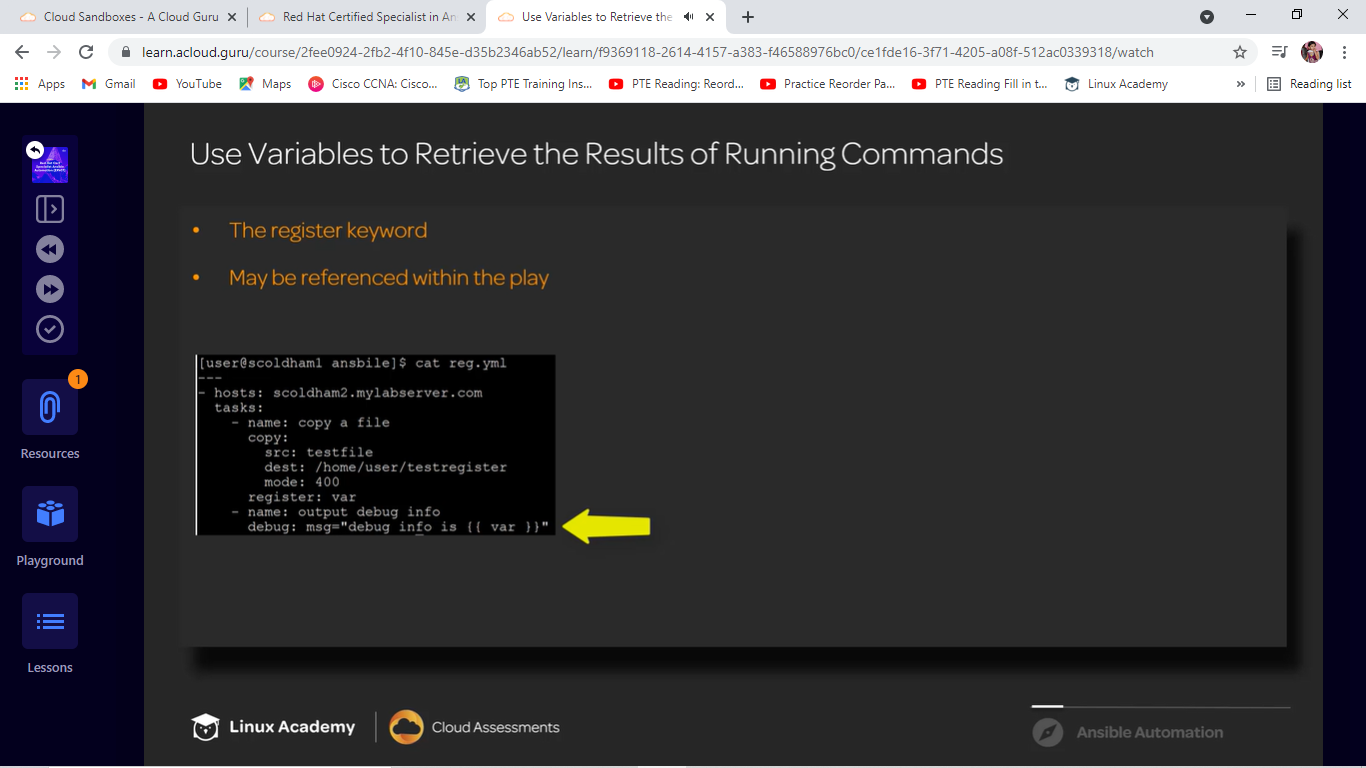 Cloud Sandboxes - A Cloud Guru
Red Hat Certified Specialist in An
Use Variables to Retrieve the
learn.acloud.guru/course/2fee0924-2fb2-4f10-845e-d35b2346ab52/learn/f9369118-2614-4157-a383-f46588976bc0/ce1fde16-3f71-4205-a08f-512ac0339318/watch
Apps
Gmail
YouTube
Maps
Cisco CCNA: Cisco...
Top PTE Training Ins...
PTE Reading: Reord...
Practice Reorder Pa...
PTE Reading Fill in t...
Linux Academy
»
Reading list
Use Variables to Retrieve the Results of Running Commands
• The register keyword
• May be referenced within the play
[user@scoldham1 ansbile]$ cat reg.yml
---
- hosts: scoldham2.mylabserver.com
tasks:
- name: copy a file
copy:
src: testfile
dest: /home/user/testregister
mode: 400
register: var
- name: output debug info
debug: msg="debug info is {{ var }}"
1
Resources
Playground
Lessons
Linux Academy
Cloud Assessments
Ansible Automation